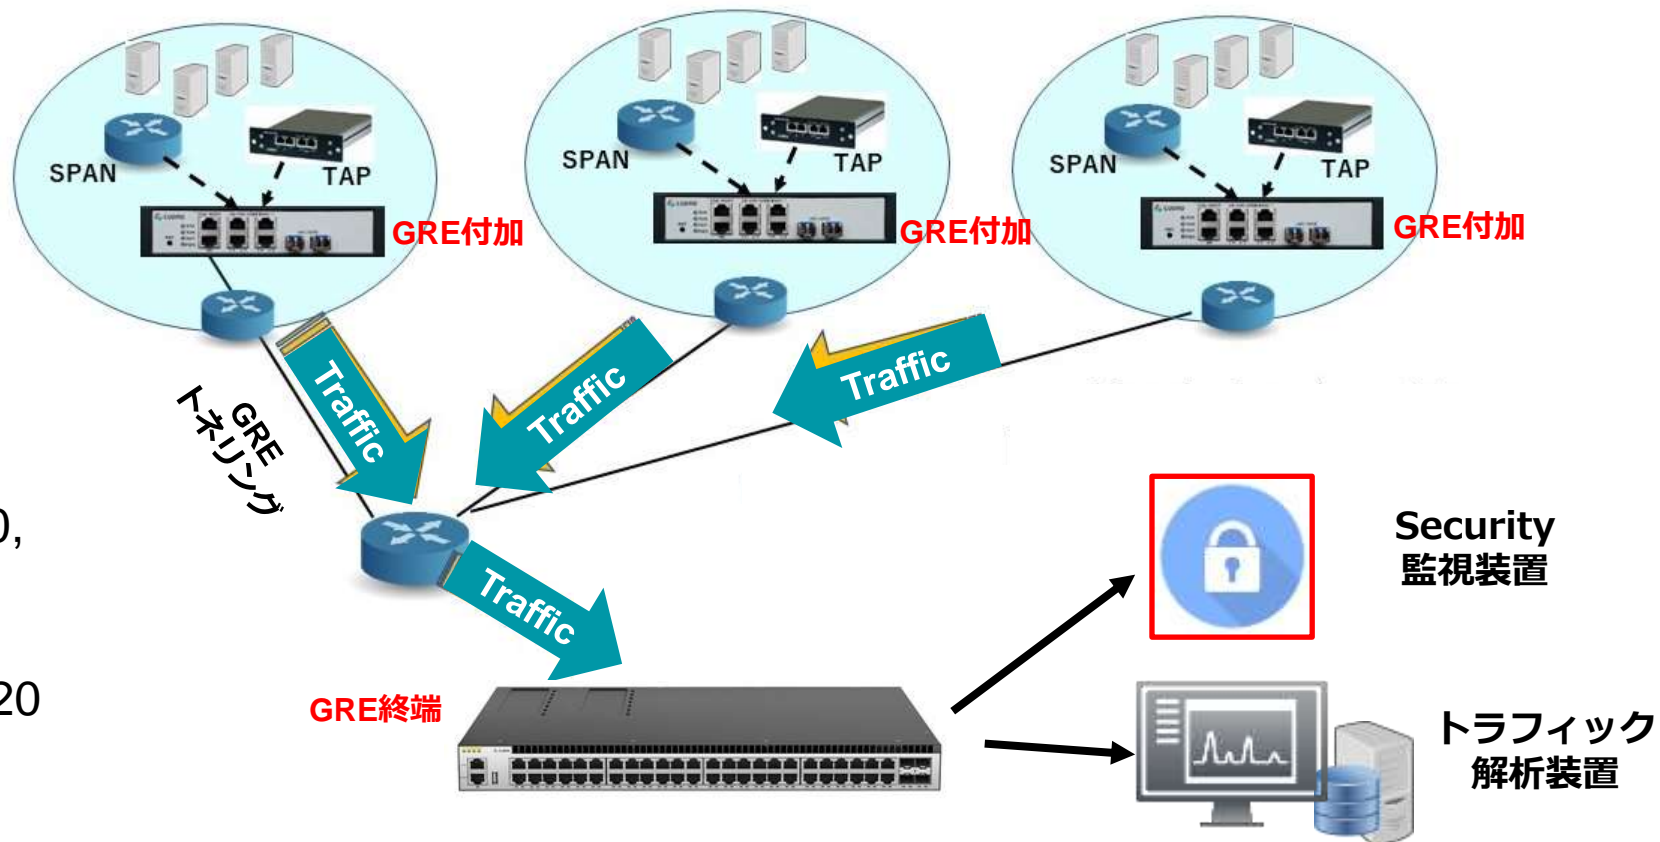 SPAN
TAP
GRE付加
SPAN
TAP
GRE付加
SPAN
TAP
GRE付加
Traffic
Traffic
Traffic
GRE
トネリング
0,
Traffic
20
GRE終端
Security
監視装置
トラフィック
解析装置